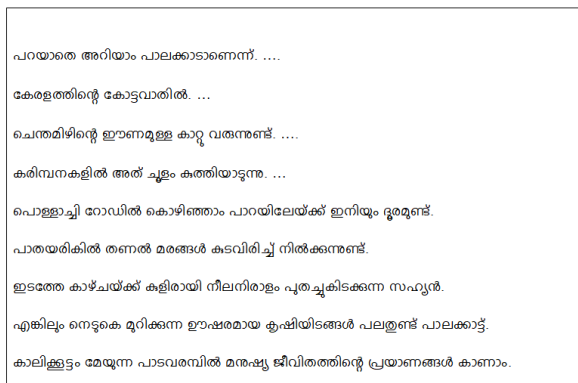 പറയാതെ അറിയാം പാലക്കാടാണെന്ന്. ....
കേരളത്തിന്റെ കോട്ടവാതിൽ. ...
ചെന്തമിഴിന്റെ ഈണമുള്ള കാറ്റു വരുന്നുണ്ട്. ....
കരിമ്പനകളിൽ അത് ചൂളം കുത്തിയാടുന്നു. ...
പൊള്ളാച്ചി റോഡിൽ കൊഴിഞ്ഞാം പാറയിലേയ്ക്ക് ഇനിയും ദൂരമുണ്ട്.
പാതയരികിൽ തണൽ മരങ്ങൾ കുടവിരിച്ച് നിൽക്കുന്നുണ്ട്.
ഇടത്തേ കാഴ്ചയ്ക്ക് കുളിരായി നീലനിരാളം പുതച്ചുകിടക്കുന്ന സഹ്യൻ.
എങ്കിലും നെടുകെ മുറിക്കുന്ന ഊഷരമായ കൃഷിയിടങ്ങൾ പലതുണ്ട് പാലക്കാട്ട്.
കാലിക്കൂട്ടം മേയുന്ന പാടവരമ്പിൽ മനുഷ്യ ജീവിതത്തിന്റെ പ്രയാണങ്ങൾ കാണാം.